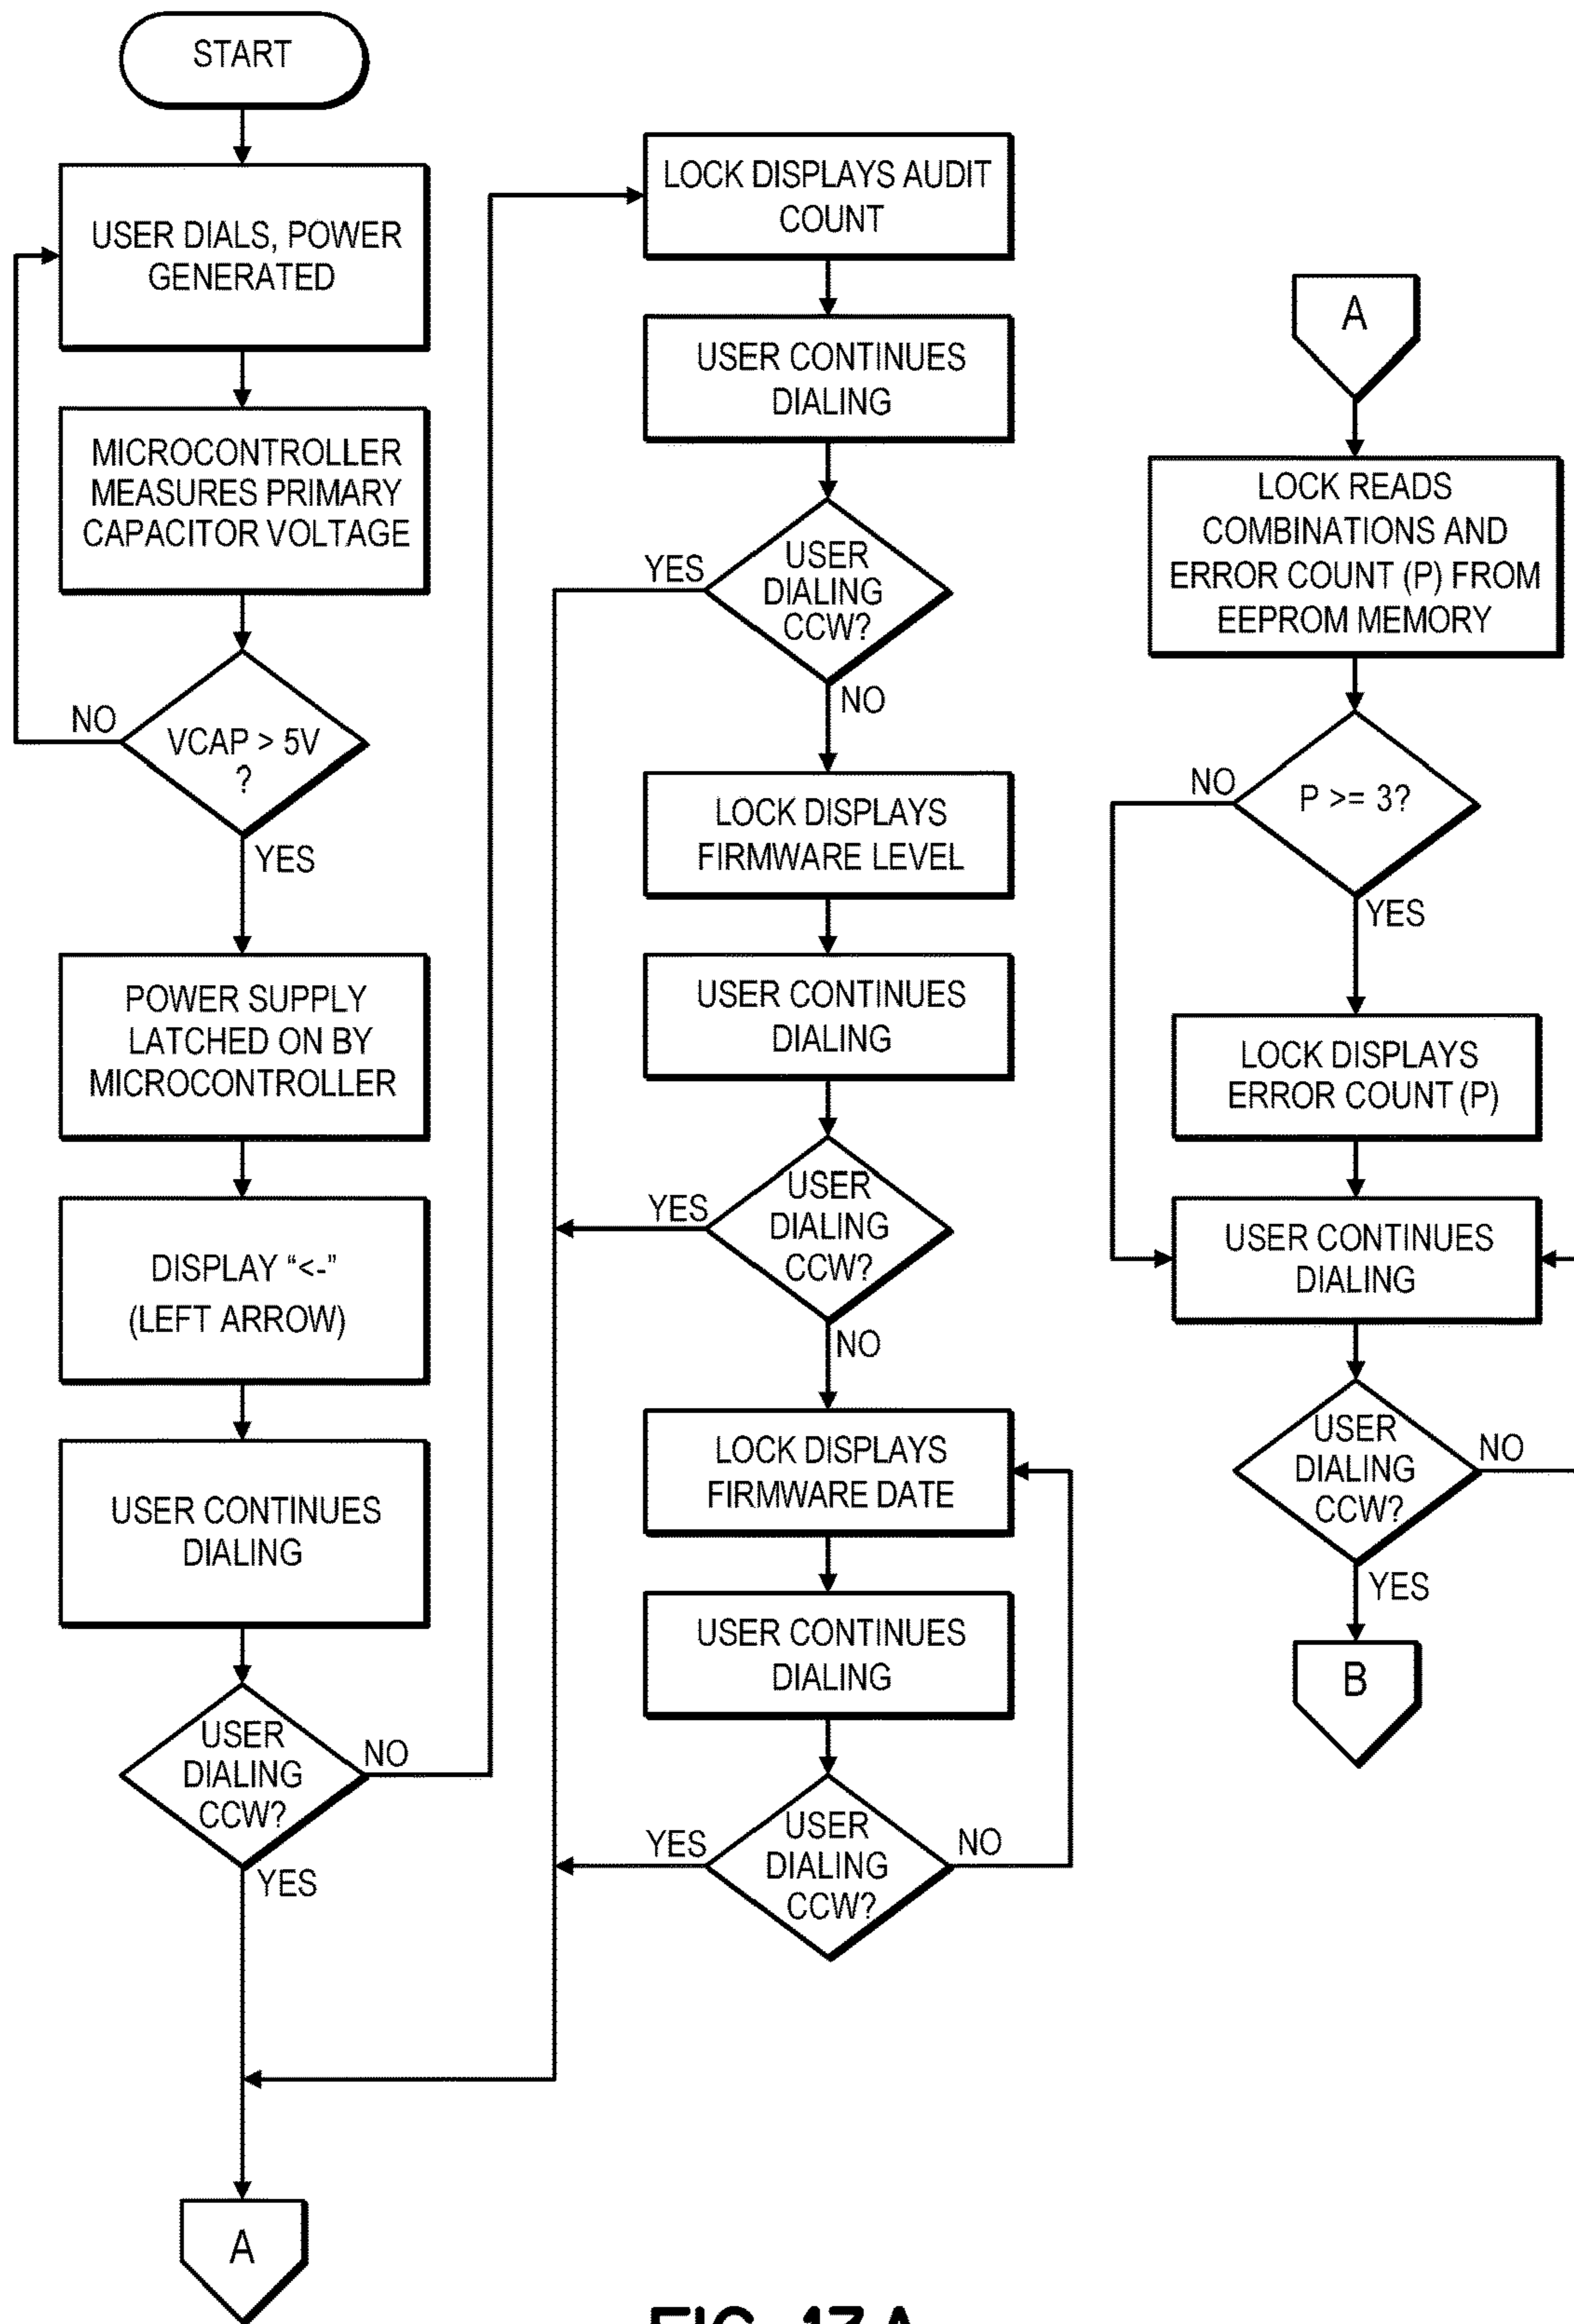 START
USER DIALS, POWER
GENERATED
MICROCONTROLLER
MEASURES PRIMARY
CAPACITOR VOLTAGE
NO
VCAP > 5V
?
YES
POWER SUPPLY
LATCHED ON BY
MICROCONTROLLER
DISPLAY “<-”
(LEFT ARROW)
USER CONTINUES
DIALING
USER
DIALING
CCW?
NO
YES
A
LOCK DISPLAYS AUDIT
COUNT
USER CONTINUES
DIALING
YES
USER
DIALING
CCW?
NO
LOCK DISPLAYS
FIRMWARE LEVEL
USER CONTINUES
DIALING
YES
USER
DIALING
CCW?
NO
LOCK DISPLAYS
FIRMWARE DATE
USER CONTINUES
DIALING
YES
USER
DIALING
CCW?
NO
A
LOCK READS
COMBINATIONS AND
ERROR COUNT (P) FROM
EEPROM MEMORY
NO
P >= 3?
YES
LOCK DISPLAYS
ERROR COUNT (P)
USER CONTINUES
DIALING
USER
DIALING
CCW?
NO
YES
B
FIG. 17A